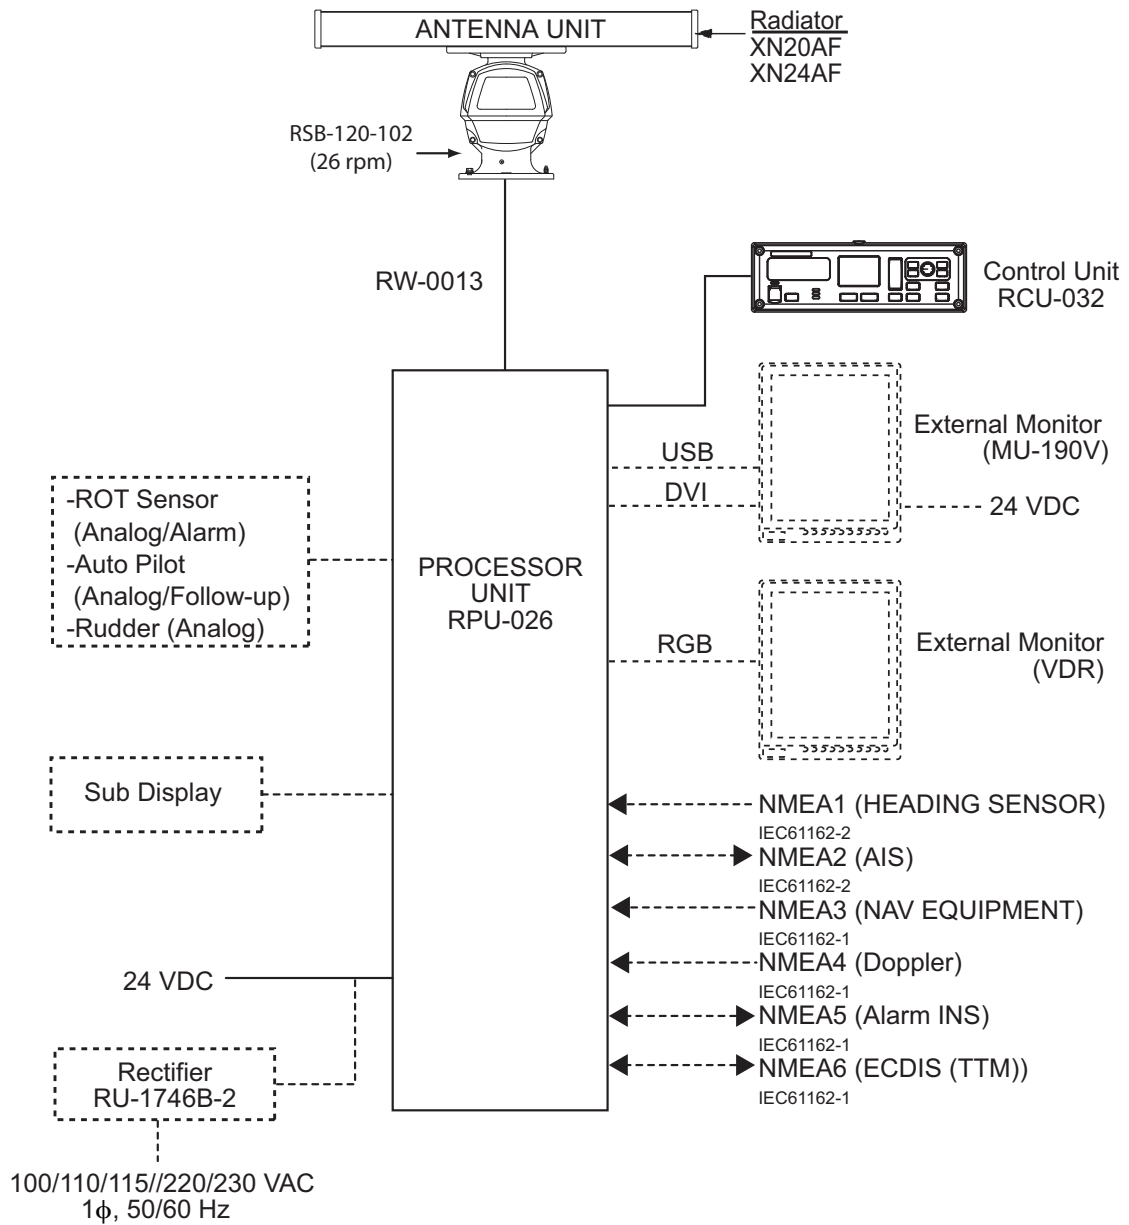 ANTENNA UNIT
Radiator
XN20AF
XN24AF
RSB-120-102
(26 rpm)
RW-0013
Control Unit
RCU-032
External Monitor
(MU-190V)
USB
DVI
24 VDC
-ROT Sensor
(Analog/Alarm)
-Auto Pilot
(Analog/Follow-up)
-Rudder (Analog)
PROCESSOR
UNIT
RPU-026
RGB
External Monitor
(VDR)
Sub Display
NMEA1 (HEADING SENSOR)
IEC61162-2
NMEA2 (AIS)
IEC61162-2
NMEA3 (NAV EQUIPMENT)
IEC61162-1
NMEA4 (Doppler)
IEC61162-1
NMEA5 (Alarm INS)
IEC61162-1
NMEA6 (ECDIS (TTM))
IEC61162-1
24 VDC
Rectifier
RU-1746B-2
100/110/115//220/230 VAC
1ϕ, 50/60 Hz